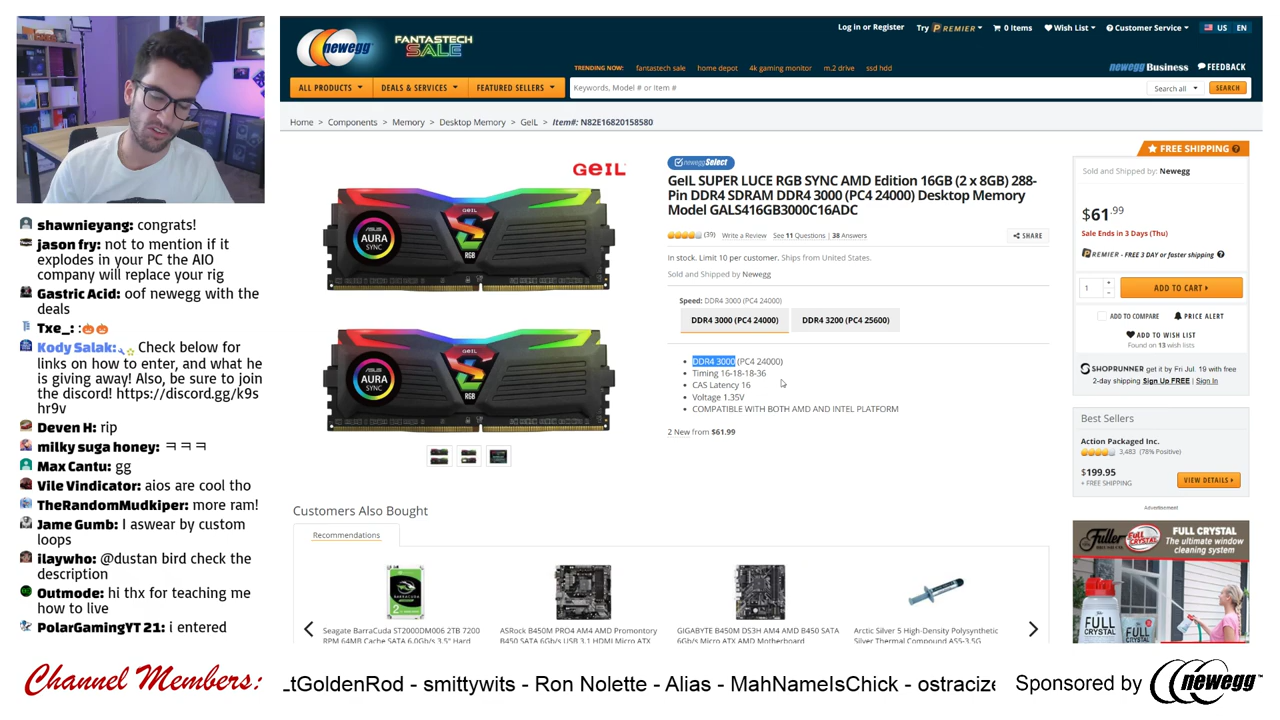 newegg
FANTASTECH
SALE
Log in or Register
Try PREMIER
0 Items
Wish List
Customer Service
US EN
TRENDING NOW: fantastech sale home depot 4k gaming monitor m.2 drive ssd hdd
newegg Business FEEDBACK
ALL PRODUCTS DEALS & SERVICES FEATURED SELLERS Keywords, Model # or Item # Search all SEARCH
Home > Components > Memory > Desktop Memory > GeIL > Item#: N82E16820158580
FREE SHIPPING
GEIL
neweggSelect
GeIL SUPER LUCE RGB SYNC AMD Edition 16GB (2 x 8GB) 288-
Pin DDR4 SDRAM DDR4 3000 (PC4 24000) Desktop Memory
Model GALS416GB3000C16ADC
(39) Write a Review See 11 Questions | 38 Answers
SHARE
In stock. Limit 10 per customer. Ships from United States.
Sold and Shipped by Newegg
Speed: DDR4 3000 (PC4 24000)
DDR4 3000 (PC4 24000) DDR4 3200 (PC4 25600)
DDR4 3000 (PC4 24000)
Timing 16-18-18-36
CAS Latency 16
Voltage 1.35V
COMPATIBLE WITH BOTH AMD AND INTEL PLATFORM
2 New from $61.99
ASUS
AURA
SYNC
GEIL
RGB
ASUS
AURA
SYNC
GEIL
RGB
Sold and Shipped by: Newegg
$61.99
Sale Ends in 3 Days (Thu)
PREMIER - FREE 3 DAY or faster shipping
1 ADD TO CART
ADD TO COMPARE PRICE ALERT
ADD TO WISH LIST
Found on 13 wish lists
SHOPRUNNER get it by Fri, Jul. 19 with free
2-day shipping Sign Up FREE | Sign In
Best Sellers
Action Packaged Inc.
3,483 (78% Positive)
$199.95
+ FREE SHIPPING
VIEW DETAILS
Advertisement
Fuller
FULL CRYSTAL
FULL CRYSTAL
The ultimate window
cleaning system
FULL
CRYSTAL
FULL
CRYSTAL
Customers Also Bought
Recommendations
Seagate BarraCuda ST2000DM006 2TB 7200
RPM 64MB Cache SATA 6.0Gb/s 3.5" Hard
ASRock B450M PRO4 AM4 AMD Promontory
B450 SATA 6Gb/s USB 3.1 HDMI Micro ATX
GIGABYTE B450M DS3H AM4 AMD B450 SATA
6Gb/s Micro ATX AMD Motherboard
Arctic Silver 5 High-Density Polysynthetic
Silver Thermal Compound AS5-3.5G
shawnieyang: congrats!
jason fry: not to mention if it
explodes in your PC the AIO
company will replace your rig
Gastric Acid: oof newegg with the
deals
Txe_: :🎃🎃
Kody Salak: Check below for
links on how to enter, and what he
is giving away! Also, be sure to join
the discord! https://discord.gg/k9s
hr9v
Deven H: rip
milky suga honey: ㅋㅋㅋ
Max Cantu: gg
Vile Vindicator: aios are cool tho
TheRandomMudkiper: more ram!
Jame Gumb: I aswear by custom
loops
ilaywho: @dustan bird check the
description
Outmode: hi thx for teaching me
how to live
PolarGamingYT 21: i entered
Channel Members:
LtGoldenRod - smittywits - Ron Nolette - Alias - MahNameIsChick - ostracize
Sponsored by newegg